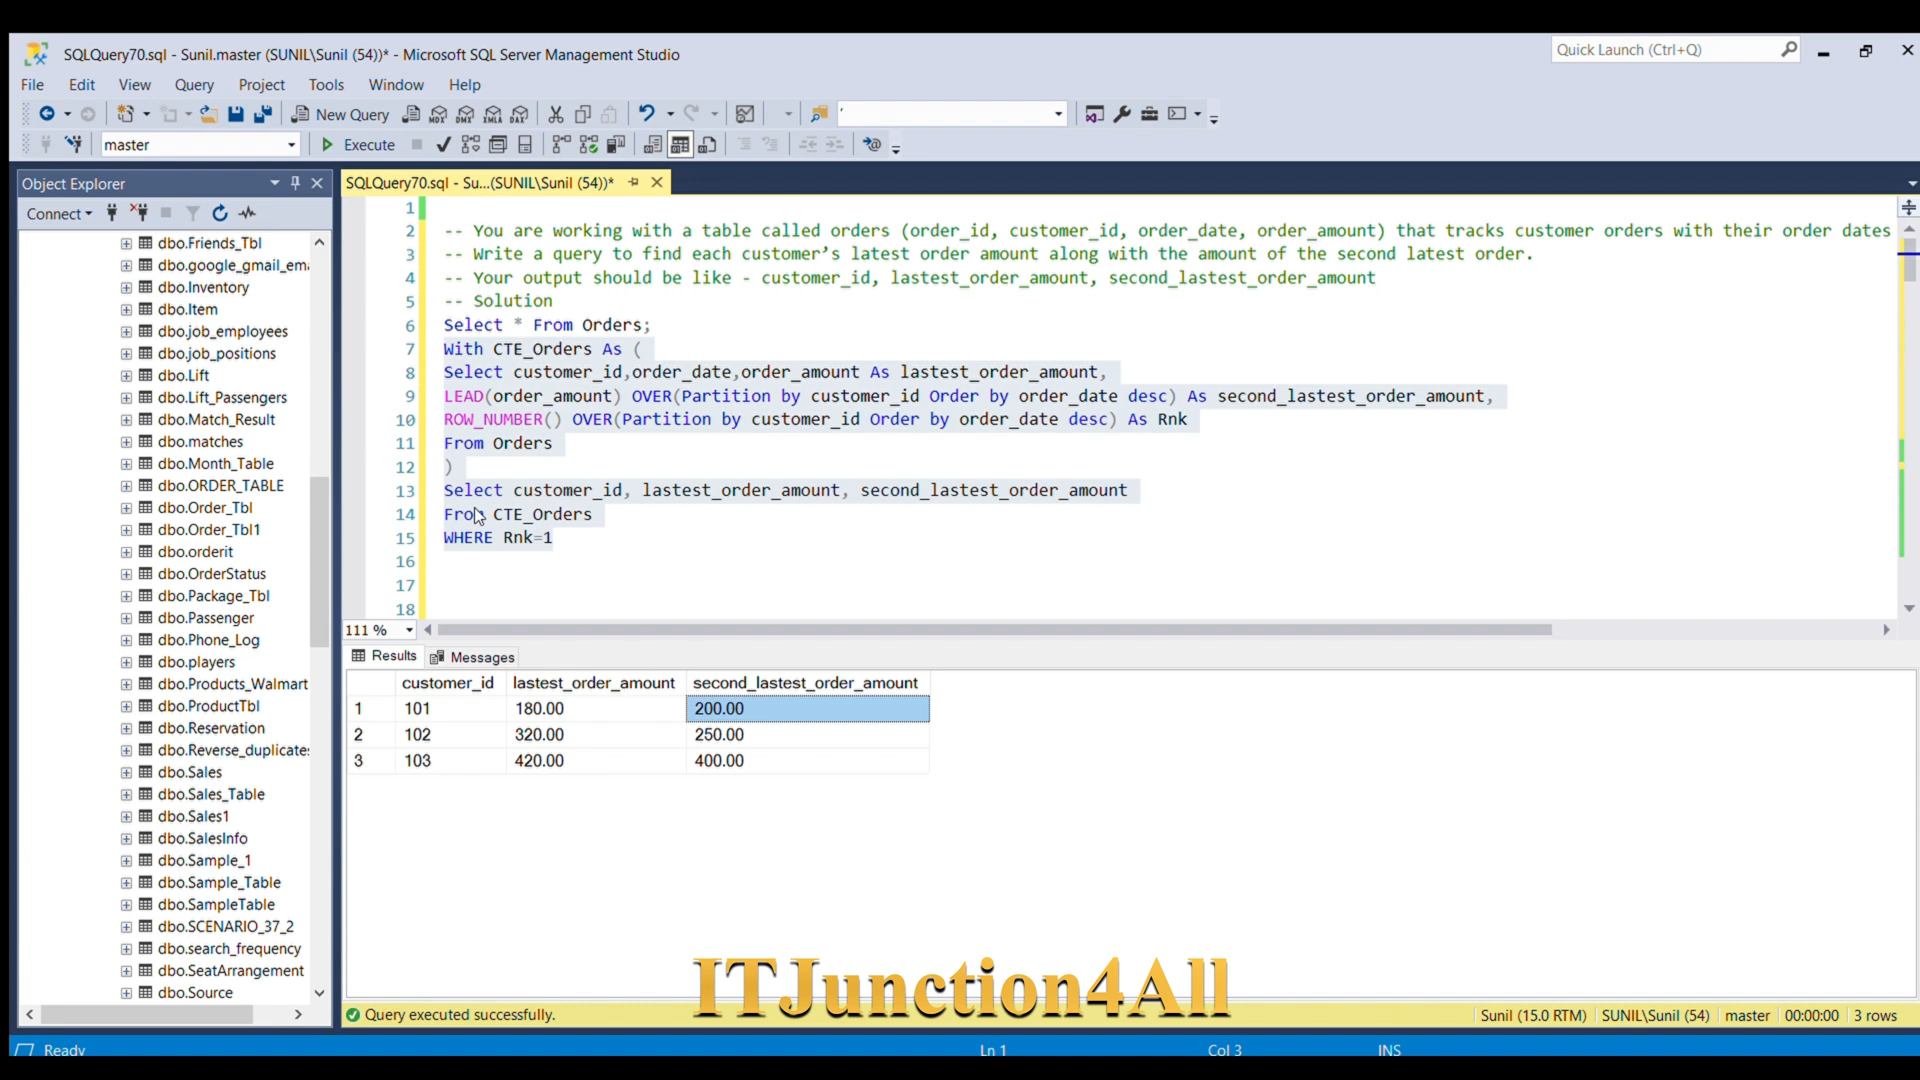 SQLQuery70.sql - Sunil.master (SUNIL\Sunil (54))* - Microsoft SQL Server Management Studio
Quick Launch (Ctrl+Q)
File Edit View Query Project Tools Window Help
New Query
master
Execute
Object Explorer
SQLQuery70.sql - Su...(SUNIL\Sunil (54))*
Connect
dbo.Friends_Tbl
dbo.google_gmail_em
dbo.Inventory
dbo.Item
dbo.job_employees
dbo.job_positions
dbo.Lift
dbo.Lift_Passengers
dbo.Match_Result
dbo.matches
dbo.Month_Table
dbo.ORDER_TABLE
dbo.Order_Tbl
dbo.Order_Tbl1
dbo.orderit
dbo.OrderStatus
dbo.Package_Tbl
dbo.Passenger
dbo.Phone_Log
dbo.players
dbo.Products_Walmart
dbo.ProductTbl
dbo.Reservation
dbo.Reverse_duplicate
dbo.Sales
dbo.Sales_Table
dbo.Sales1
dbo.SalesInfo
dbo.Sample_1
dbo.Sample_Table
dbo.SampleTable
dbo.SCENARIO_37_2
dbo.search_frequency
dbo.SeatArrangement
dbo.Source
1
2 -- You are working with a table called orders (order_id, customer_id, order_date, order_amount) that tracks customer orders with their order dates
3 -- Write a query to find each customer’s latest order amount along with the amount of the second latest order.
4 -- Your output should be like - customer_id, lastest_order_amount, second_lastest_order_amount
5 -- Solution
6 Select * From Orders;
7 With CTE_Orders As (
8 Select customer_id,order_date,order_amount As lastest_order_amount,
9 LEAD(order_amount) OVER(Partition by customer_id Order by order_date desc) As second_lastest_order_amount,
10 ROW_NUMBER() OVER(Partition by customer_id Order by order_date desc) As Rnk
11 From Orders
12 )
13 Select customer_id, lastest_order_amount, second_lastest_order_amount
14 From CTE_Orders
15 WHERE Rnk=1
16
17
18
111 %
Results Messages
customer_id lastest_order_amount second_lastest_order_amount
1 101 180.00 200.00
2 102 320.00 250.00
3 103 420.00 400.00
ITJunction4All
Query executed successfully.
Sunil (15.0 RTM) SUNIL\Sunil (54) master 00:00:00 3 rows
Ready Ln 1 Col 3 INS